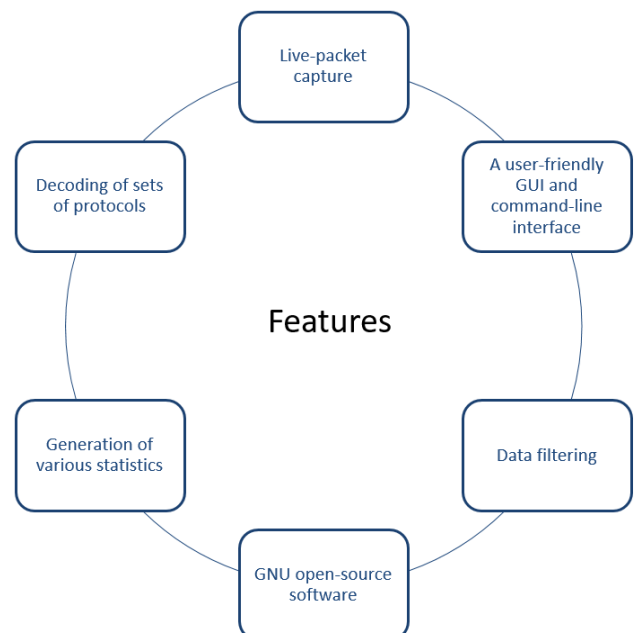 Live-packet
capture
A user-friendly
GUI and
command-line
interface
Decoding of sets
of protocols
Features
Generation of
various statistics
Data filtering
GNU open-source
software